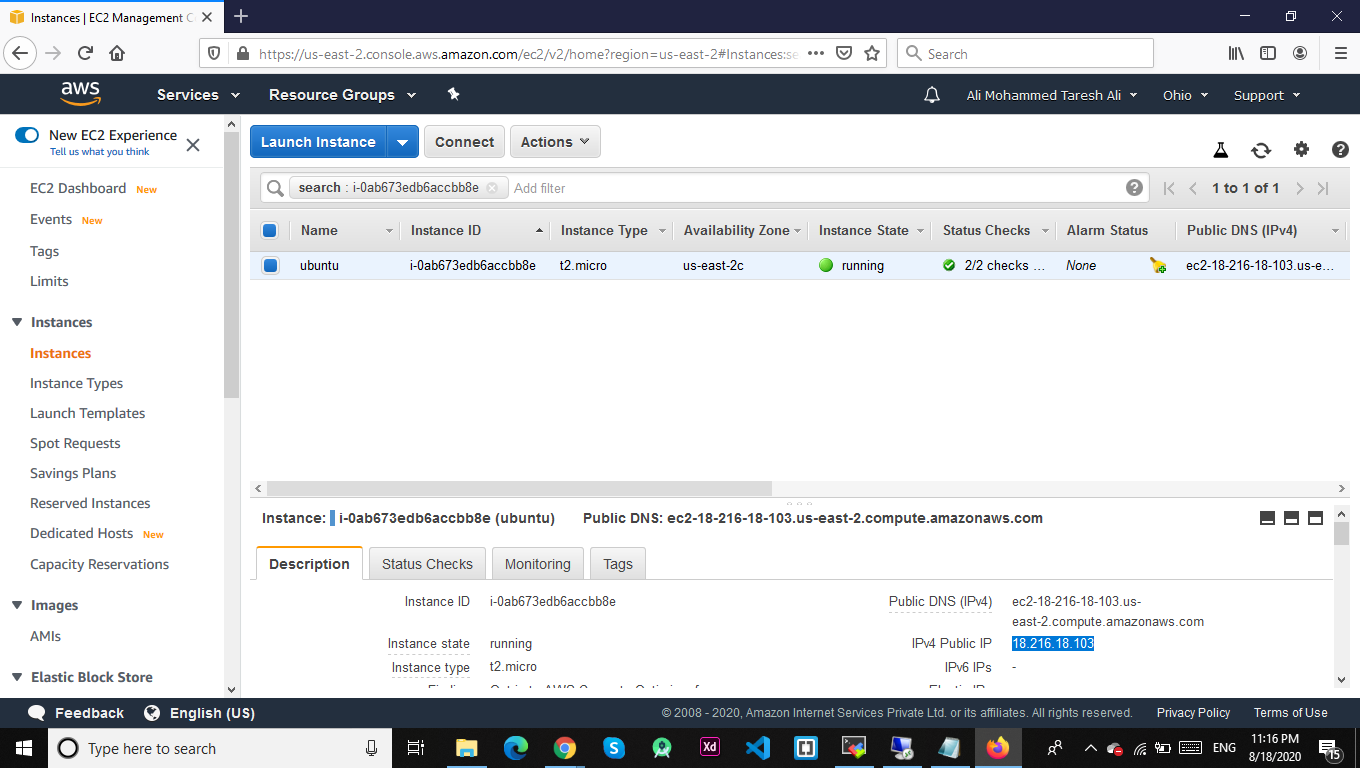 Instances | EC2 Management C
https://us-east-2.console.aws.amazon.com/ec2/v2/home?region=us-east-2#Instances:se
Search
aws
Services
Resource Groups
Ali Mohammed Taresh Ali
Ohio
Support
New EC2 Experience
Tell us what you think
EC2 Dashboard New
Events New
Tags
Limits
Instances
Instances
Instance Types
Launch Templates
Spot Requests
Savings Plans
Reserved Instances
Dedicated Hosts New
Capacity Reservations
Images
AMIs
Elastic Block Store
Launch Instance
Connect
Actions
search : i-0ab673edb6accbb8e
Add filter
1 to 1 of 1
Name Instance ID Instance Type Availability Zone Instance State Status Checks Alarm Status Public DNS (IPv4)
ubuntu i-0ab673edb6accbb8e t2.micro us-east-2c running 2/2 checks ... None ec2-18-216-18-103.us-e...
Instance: i-0ab673edb6accbb8e (ubuntu) Public DNS: ec2-18-216-18-103.us-east-2.compute.amazonaws.com
Description
Status Checks
Monitoring
Tags
Instance ID i-0ab673edb6accbb8e
Instance state running
Instance type t2.micro
Public DNS (IPv4) ec2-18-216-18-103.us-
east-2.compute.amazonaws.com
IPv4 Public IP 18.216.18.103
IPv6 IPs -
Feedback
English (US)
© 2008 - 2020, Amazon Internet Services Private Ltd. or its affiliates. All rights reserved.
Privacy Policy
Terms of Use
Type here to search
Xd
ENG
11:16 PM
8/18/2020
15